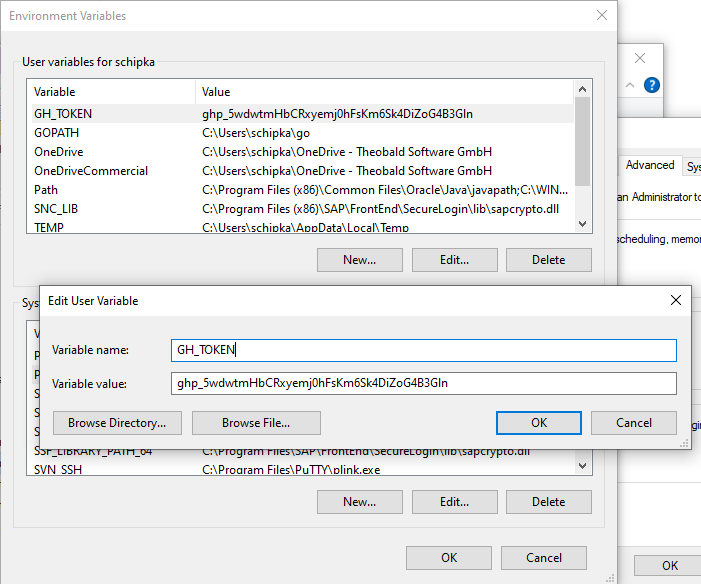 Environment Variables
User variables for schipka
Variable Value
GH_TOKEN ghp_5wdwtmHbCRxyemj0hFsKm6Sk4DiZoG4B3GIn
GOPATH C:\Users\schipka\go
OneDrive C:\Users\schipka\OneDrive - Theobald Software GmbH
OneDriveCommercial C:\Users\schipka\OneDrive - Theobald Software GmbH
Path C:\Program Files (x86)\Common Files\Oracle\Java\javapath;C:\WIN...
SNC_LIB C:\Program Files (x86)\SAP\FrontEnd\SecureLogin\lib\sapcrypto.dll
TEMP C:\Users\schipka\AppData\Local\Temp
New... Edit... Delete
Advanced Sys
an Administrator to
scheduling, memor
Sys
Edit User Variable
Variable name: GH_TOKEN
Variable value: ghp_5wdwtmHbCRxyemj0hFsKm6Sk4DiZoG4B3GIn
Browse Directory... Browse File... OK Cancel
SSF_LIBRARY_PATH_64 C:\Program Files\SAP\FrontEnd\SecureLogin\lib\sapcrypto.dll
SVN_SSH C:\Program Files\PuTTY\plink.exe
New... Edit... Delete
OK Cancel
OK